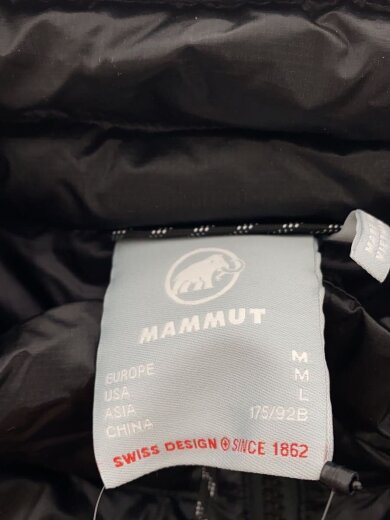 MAMMUT
EUROPE M
USA M
ASIA L
CHINA 175/92B
SWISS DESIGN SINCE 1862